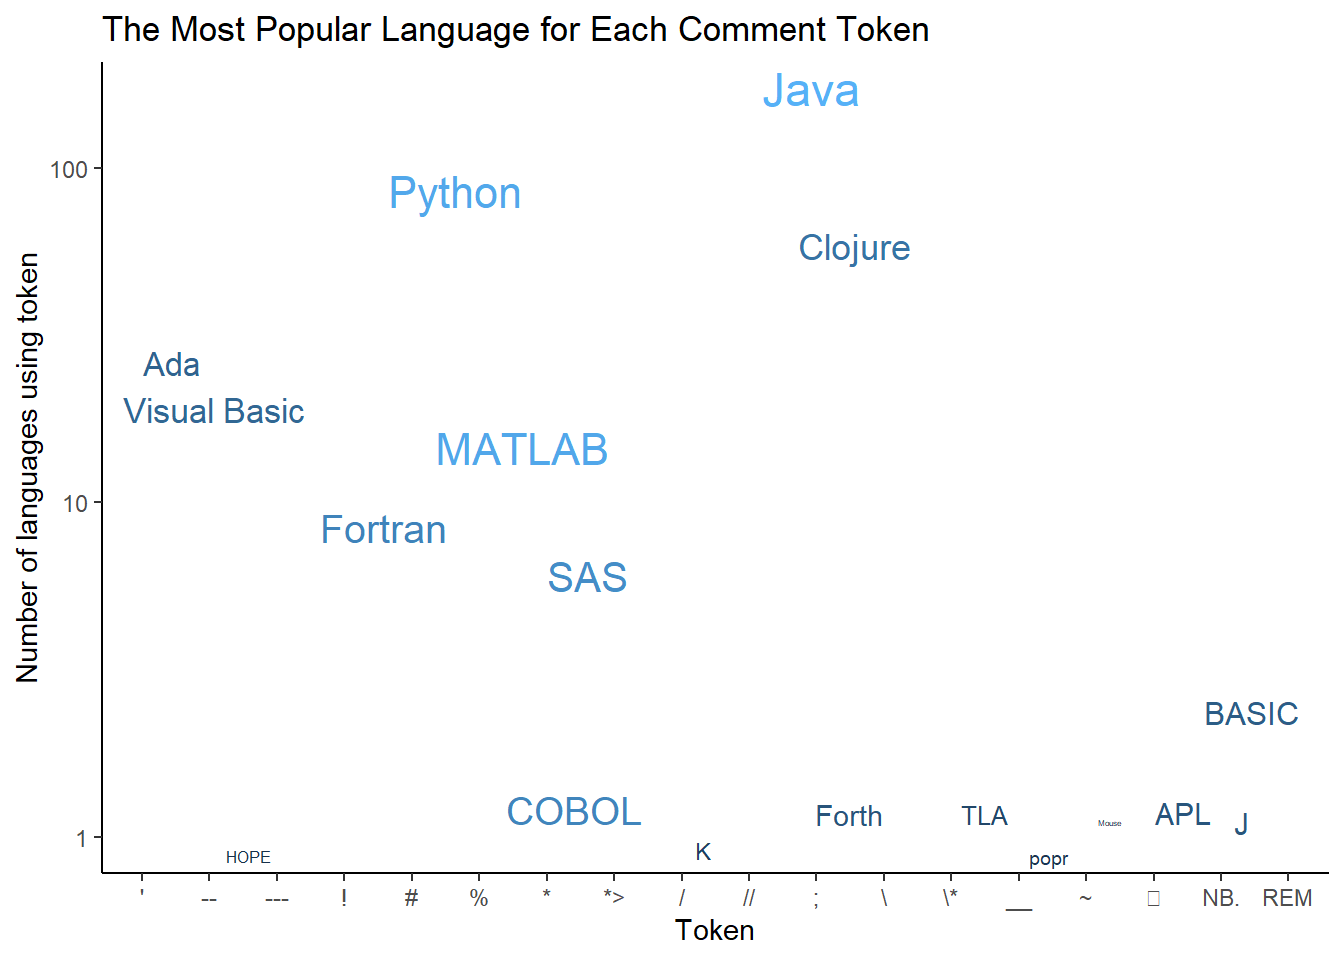 The Most Popular Language for Each Comment Token
Number of languages using token
100
10
1
Java
Python
Clojure
Ada
Visual Basic
MATLAB
Fortran
SAS
BASIC
COBOL
Forth
TLA
Mouse
APL
J
K
HOPE
popr
' -- --- ! # % * *> / // ; \ \* __ ~ NB. REM
Token